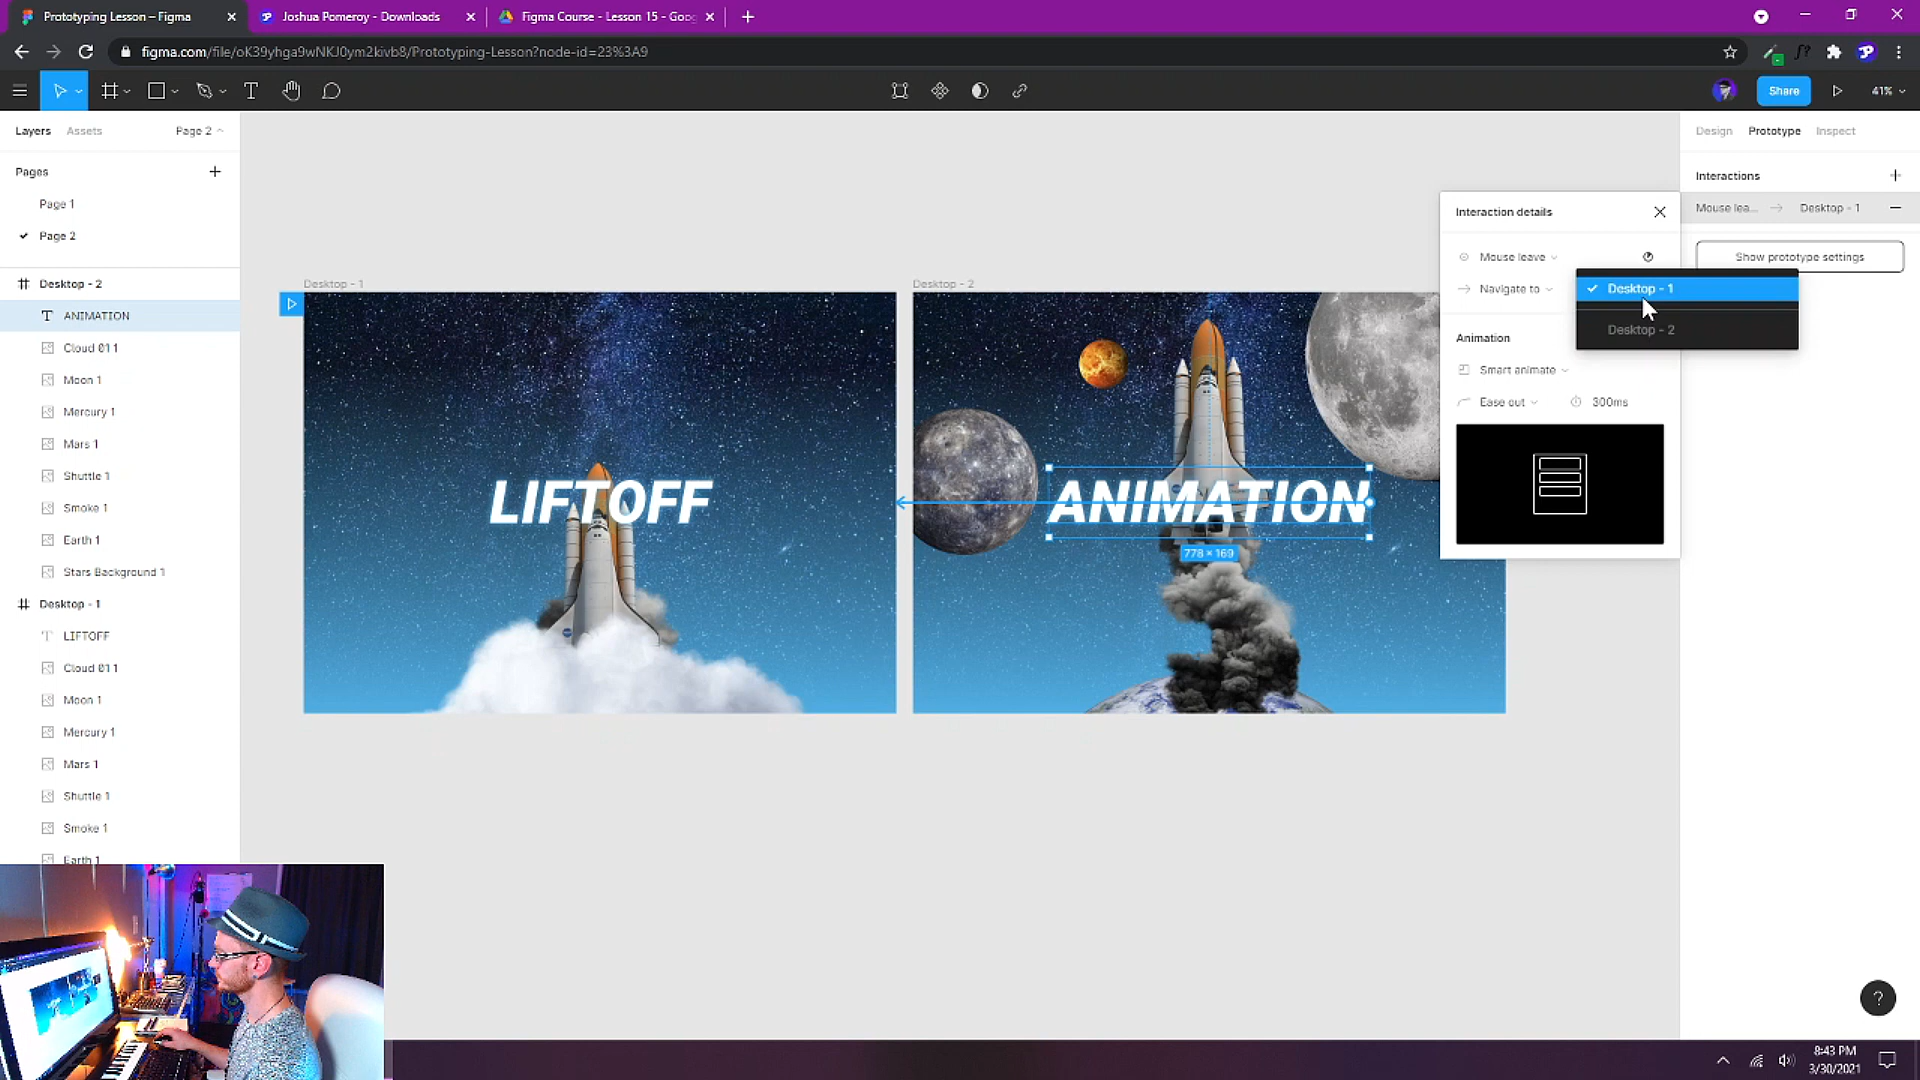 Prototyping Lesson – Figma
Joshua Pomeroy - Downloads
Figma Course - Lesson 15 - Goog
figma.com/file/oK39yhga9wNKJ0ym2kivb8/Prototyping-Lesson?node-id=23%3A9
Share
41%
Layers
Assets
Page 2
Design
Prototype
Inspect
Pages
Page 1
Page 2
Interactions
Mouse lea...
Desktop - 1
Show prototype settings
Interaction details
Mouse leave
Navigate to
Desktop - 1
Desktop - 2
Animation
Smart animate
Ease out
300ms
Desktop - 2
ANIMATION
Cloud 01 1
Moon 1
Mercury 1
Mars 1
Shuttle 1
Smoke 1
Earth 1
Stars Background 1
Desktop - 1
LIFTOFF
Cloud 01 1
Moon 1
Mercury 1
Mars 1
Shuttle 1
Smoke 1
Earth 1
Desktop - 1
LIFTOFF
Desktop - 2
ANIMATION
778 × 169
?
8:43 PM
3/30/2021